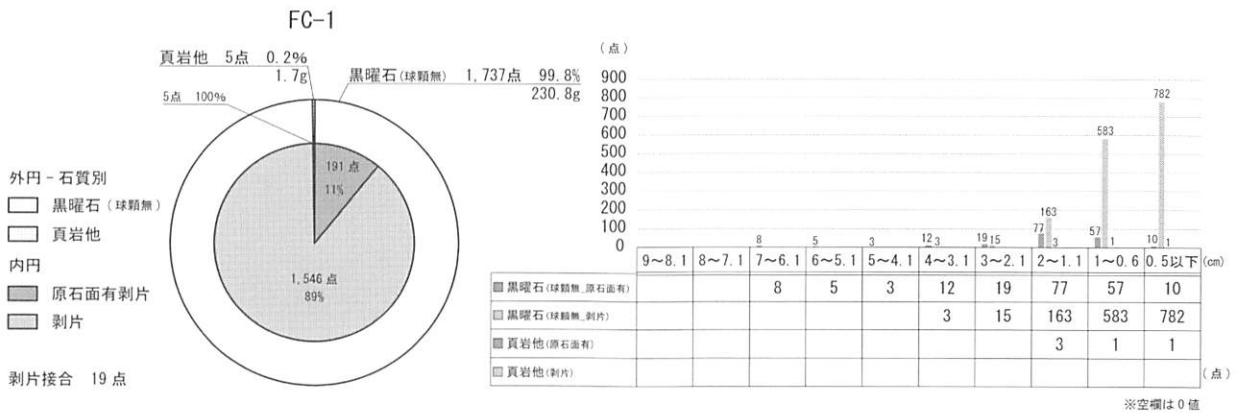 FC-1
頁岩他 5点 0.2%
1.7g
黒曜石(球顆無) 1,737点 99.8%
230.8g
5点 100%
191点
11%
1,546点
89%
外円-石質別
黒曜石(球顆無)
頁岩他
内円
原石面有剥片
剥片
剥片接合 19点
(点)
900
800
700
600
500
400
300
200
100
0
8 5 3 12 3 19 15 77 163 3 57 583 1 10 782 1
9~8.1 8~7.1 7~6.1 6~5.1 5~4.1 4~3.1 3~2.1 2~1.1 1~0.6 0.5以下 (cm)
黒曜石(球顆無_原石面有) 8 5 3 12 19 77 57 10
黒曜石(球顆無_剥片) 3 15 163 583 782
頁岩他(原石面有) 3 1 1
頁岩他(剥片)
(点)
※空欄は0値